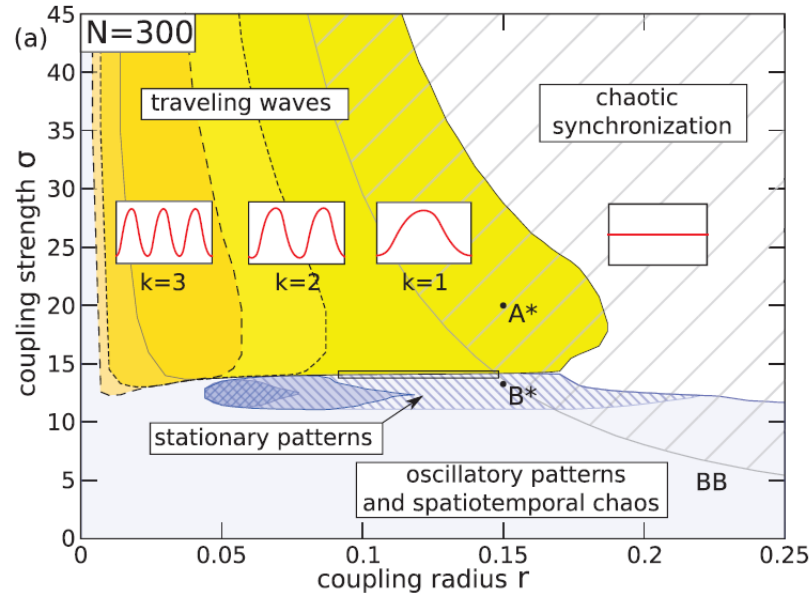 (a)
N=300
45
40
35
30
25
20
15
10
5
0
coupling strength σ
traveling waves
chaotic
synchronization
k=3
k=2
k=1
A*
B*
stationary patterns
oscillatory patterns
and spatiotemporal chaos
BB
0
0.05
0.1
0.15
0.2
0.25
coupling radius r